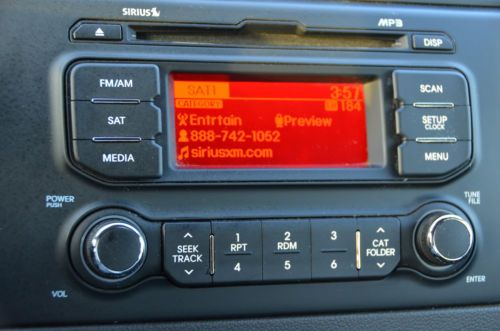 SIRIUS
MP3
DISP
FM/AM
SAT
MEDIA
SAT1 3:57
CATEGORY 184
Entrtain Preview
888-742-1052
siriusxm.com
SCAN
SETUP
CLOCK
MENU
POWER
PUSH
VOL
SEEK
TRACK
1 2 3
RPT RDM
4 5 6
CAT
FOLDER
TUNE
FILE
ENTER